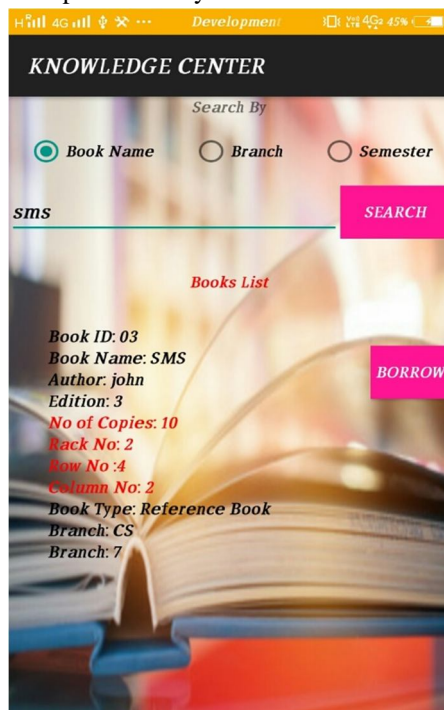 4G Development 4G 45%
KNOWLEDGE CENTER
Search By
Book Name Branch Semester
sms SEARCH
Books List
Book ID: 03
Book Name: SMS
Author: john
BORROW
Edition: 3
No of Copies: 10
Rack No: 2
Row No :4
Column No: 2
Book Type: Reference Book
Branch: CS
Branch: 7